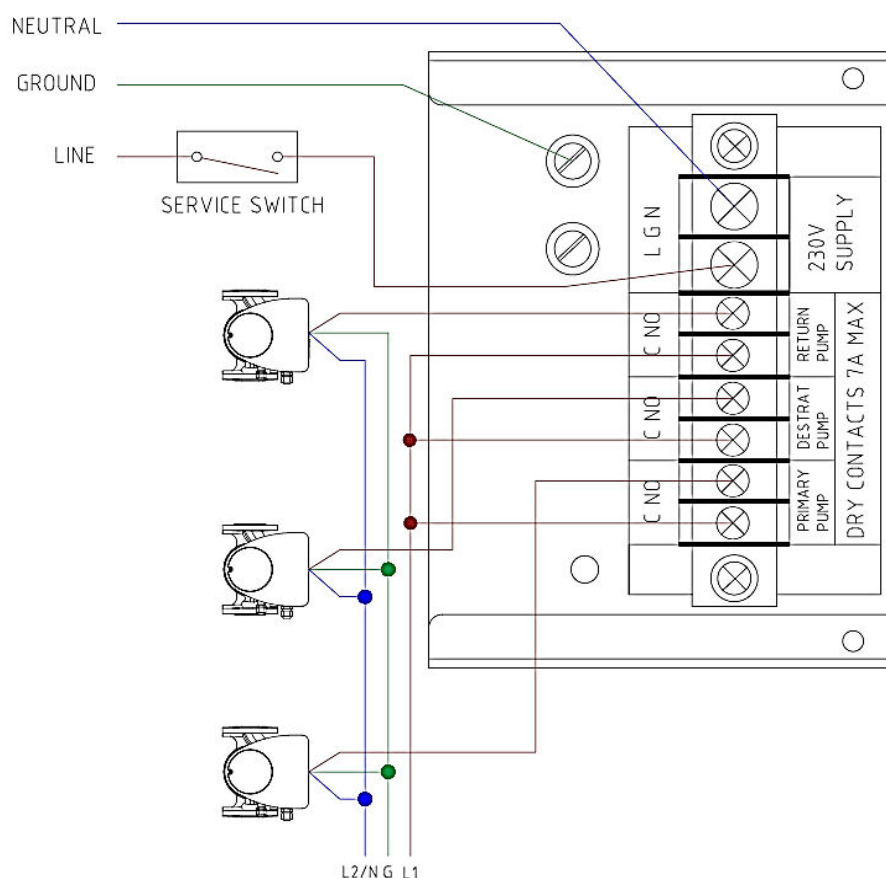 NEUTRAL
GROUND
LINE
SERVICE SWITCH
L G N
230V
SUPPLY
C NO
RETURN
PUMP
C NO
DESTRAT
PUMP
C NO
PRIMARY
PUMP
DRY CONTACTS 7A MAX
L2/N G L1